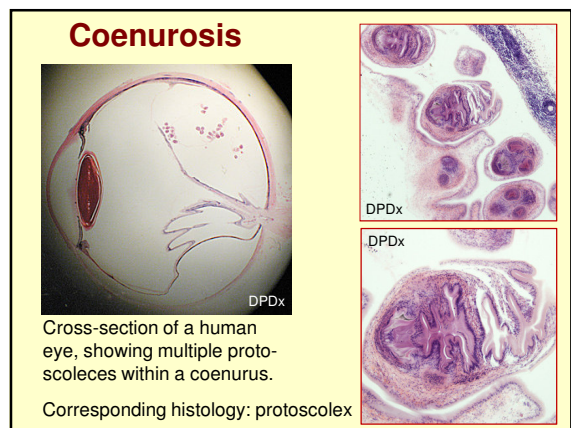 Coenurosis
DPDx
Cross-section of a human
eye, showing multiple proto-
scoleces within a coenurus.
Corresponding histology: protoscolex
DPDx
DPDx